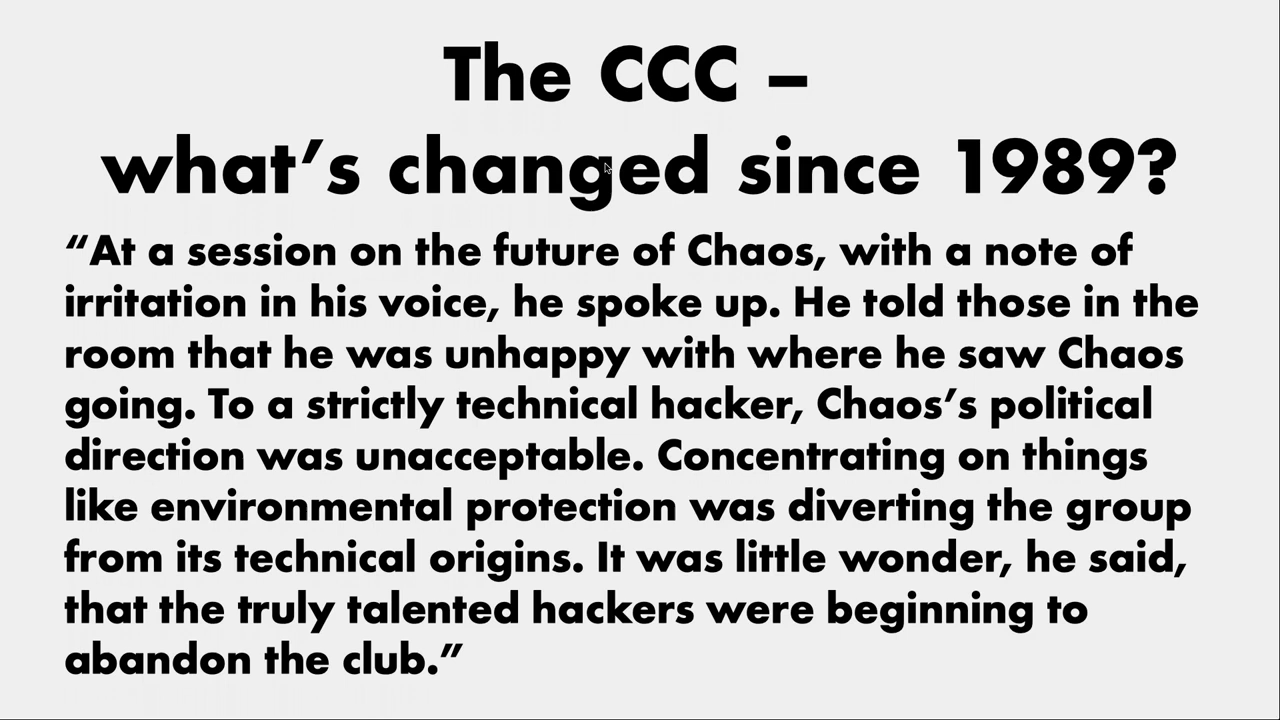 The CCC –
what’s changed since 1989?
“At a session on the future of Chaos, with a note of
irritation in his voice, he spoke up. He told those in the
room that he was unhappy with where he saw Chaos
going. To a strictly technical hacker, Chaos’s political
direction was unacceptable. Concentrating on things
like environmental protection was diverting the group
from its technical origins. It was little wonder, he said,
that the truly talented hackers were beginning to
abandon the club.”